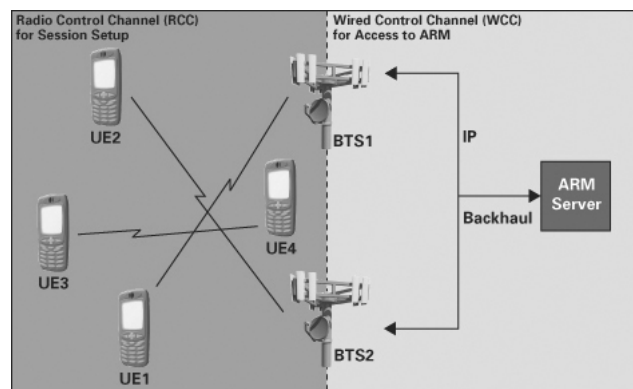 Radio Control Channel (RCC)
for Session Setup
Wired Control Channel (WCC)
for Access to ARM
UE2
BTS1
IP
ARM
Server
Backhaul
UE4
UE3
UE1
BTS2